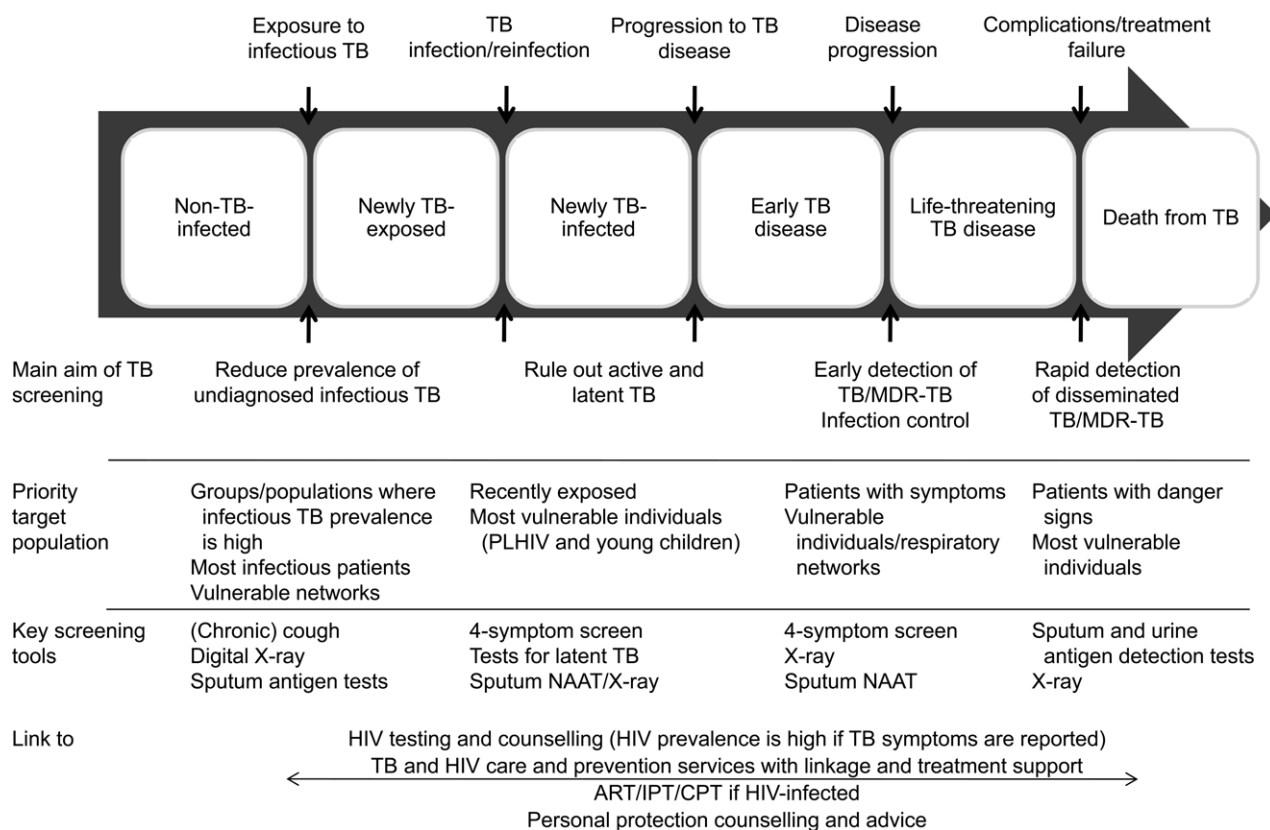 Exposure to
infectious TB
TB
infection/reinfection
Progression to TB
disease
Disease
progression
Complications/treatment
failure
Non-TB-
infected
Newly TB-
exposed
Newly TB-
infected
Early TB
disease
Life-threatening
TB disease
Death from TB
Main aim of TB
screening
Reduce prevalence of
undiagnosed infectious TB
Rule out active and
latent TB
Early detection of
TB/MDR-TB
Infection control
Rapid detection
of disseminated
TB/MDR-TB
Priority
target
population
Groups/populations where
infectious TB prevalence
is high
Most infectious patients
Vulnerable networks
Recently exposed
Most vulnerable individuals
(PLHIV and young children)
Patients with symptoms
Vulnerable
individuals/respiratory
networks
Patients with danger
signs
Most vulnerable
individuals
Key screening
tools
(Chronic) cough
Digital X-ray
Sputum antigen tests
4-symptom screen
Tests for latent TB
Sputum NAAT/X-ray
4-symptom screen
X-ray
Sputum NAAT
Sputum and urine
antigen detection tests
X-ray
Link to
HIV testing and counselling (HIV prevalence is high if TB symptoms are reported)
TB and HIV care and prevention services with linkage and treatment support
ART/IPT/CPT if HIV-infected
Personal protection counselling and advice